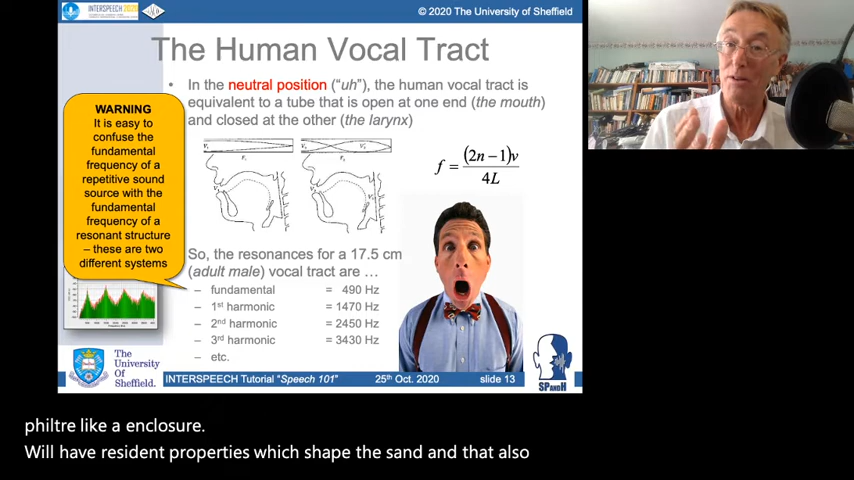 INTERSPEECH 2020
© 2020 The University of Sheffield
The Human Vocal Tract
• In the neutral position (“uh”), the human vocal tract is
equivalent to a tube that is open at one end (the mouth)
and closed at the other (the larynx)
WARNING
It is easy to
confuse the
fundamental
frequency of a
repetitive sound
source with the
fundamental
frequency of a
resonant structure
– these are two
different systems
f = (2n − 1)v / 4L
So, the resonances for a 17.5 cm
(adult male) vocal tract are …
– fundamental = 490 Hz
– 1st harmonic = 1470 Hz
– 2nd harmonic = 2450 Hz
– 3rd harmonic = 3430 Hz
– etc.
The
University
Of
Sheffield.
SPandH
INTERSPEECH Tutorial “Speech 101” 25th Oct. 2020 slide 13
philtre like a enclosure.
Will have resident properties which shape the sand and that also